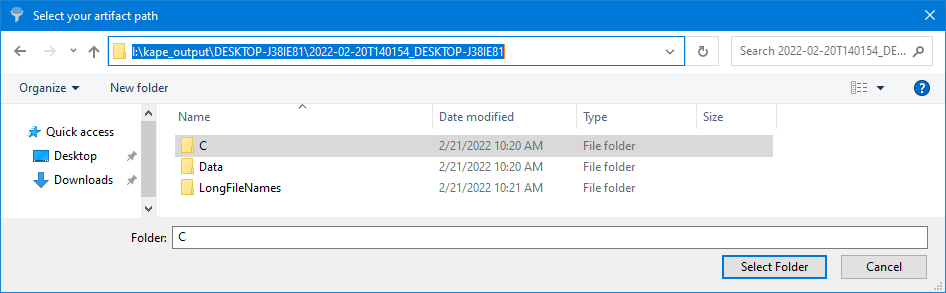 Select your artifact path
I:\kape_output\DESKTOP-J38IE81\2022-02-20T140154_DESKTOP-J38IE81
Search 2022-02-20T140154_DE...
Organize New folder
Name Date modified Type Size
Quick access
Desktop
Downloads
C 2/21/2022 10:20 AM File folder
Data 2/21/2022 10:20 AM File folder
LongFileNames 2/21/2022 10:21 AM File folder
Folder: C
Select Folder Cancel